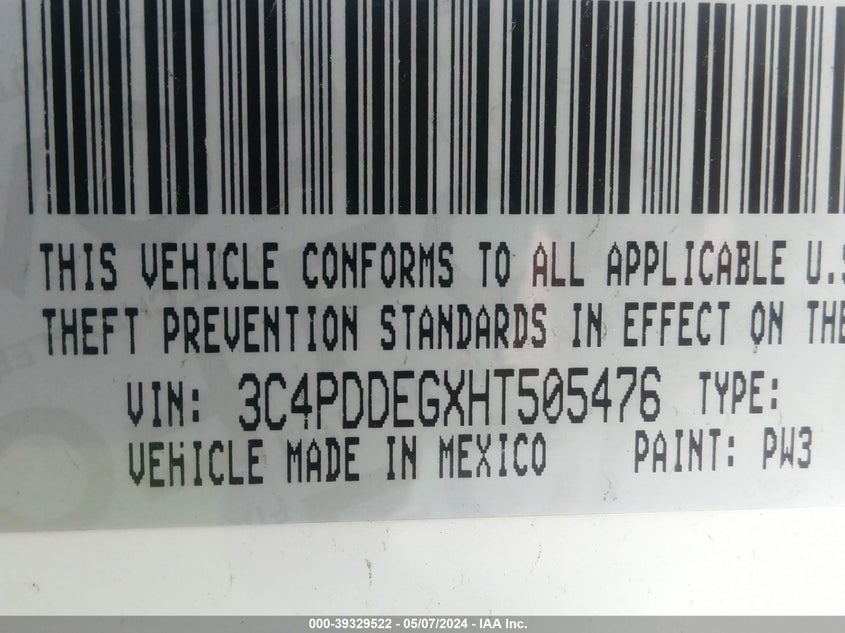 THIS VEHICLE CONFORMS TO ALL APPLICABLE U.S
THEFT PREVENTION STANDARDS IN EFFECT ON THE
VIN: 3C4PDDEGXHT505476 TYPE:
VEHICLE MADE IN MEXICO PAINT: PW3
000-39329522 - 05/07/2024 - IAA Inc.